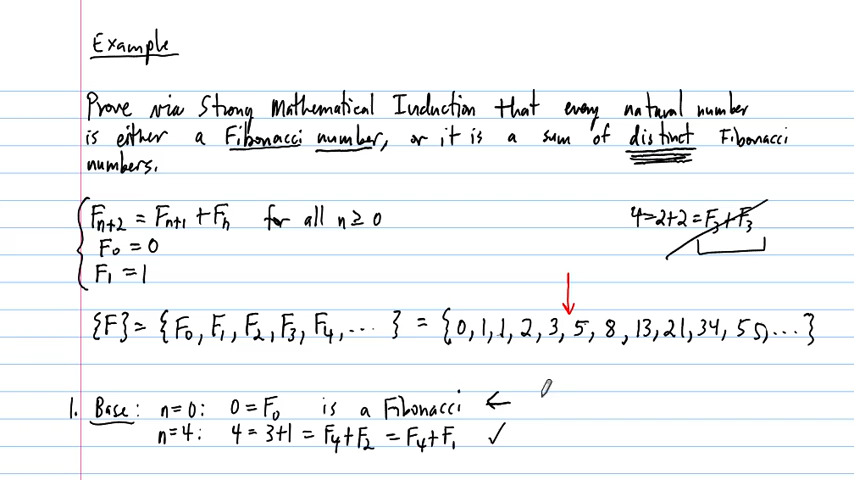 Example
Prove via Strong Mathematical Induction that every natural number
is either a Fibonacci number, or it is a sum of distinct Fibonacci
numbers.
Fn+2 = Fn+1 + Fn for all n ≥ 0
F0 = 0
F1 = 1
4=2+2=F3+F3
{F} = {F0, F1, F2, F3, F4, ... } = {0, 1, 1, 2, 3, 5, 8, 13, 21, 34, 55, ... }
1. Base: n=0: 0=F0 is a Fibonacci ←
n=4: 4 = 3+1 = F4+F2 = F4+F1 ✓